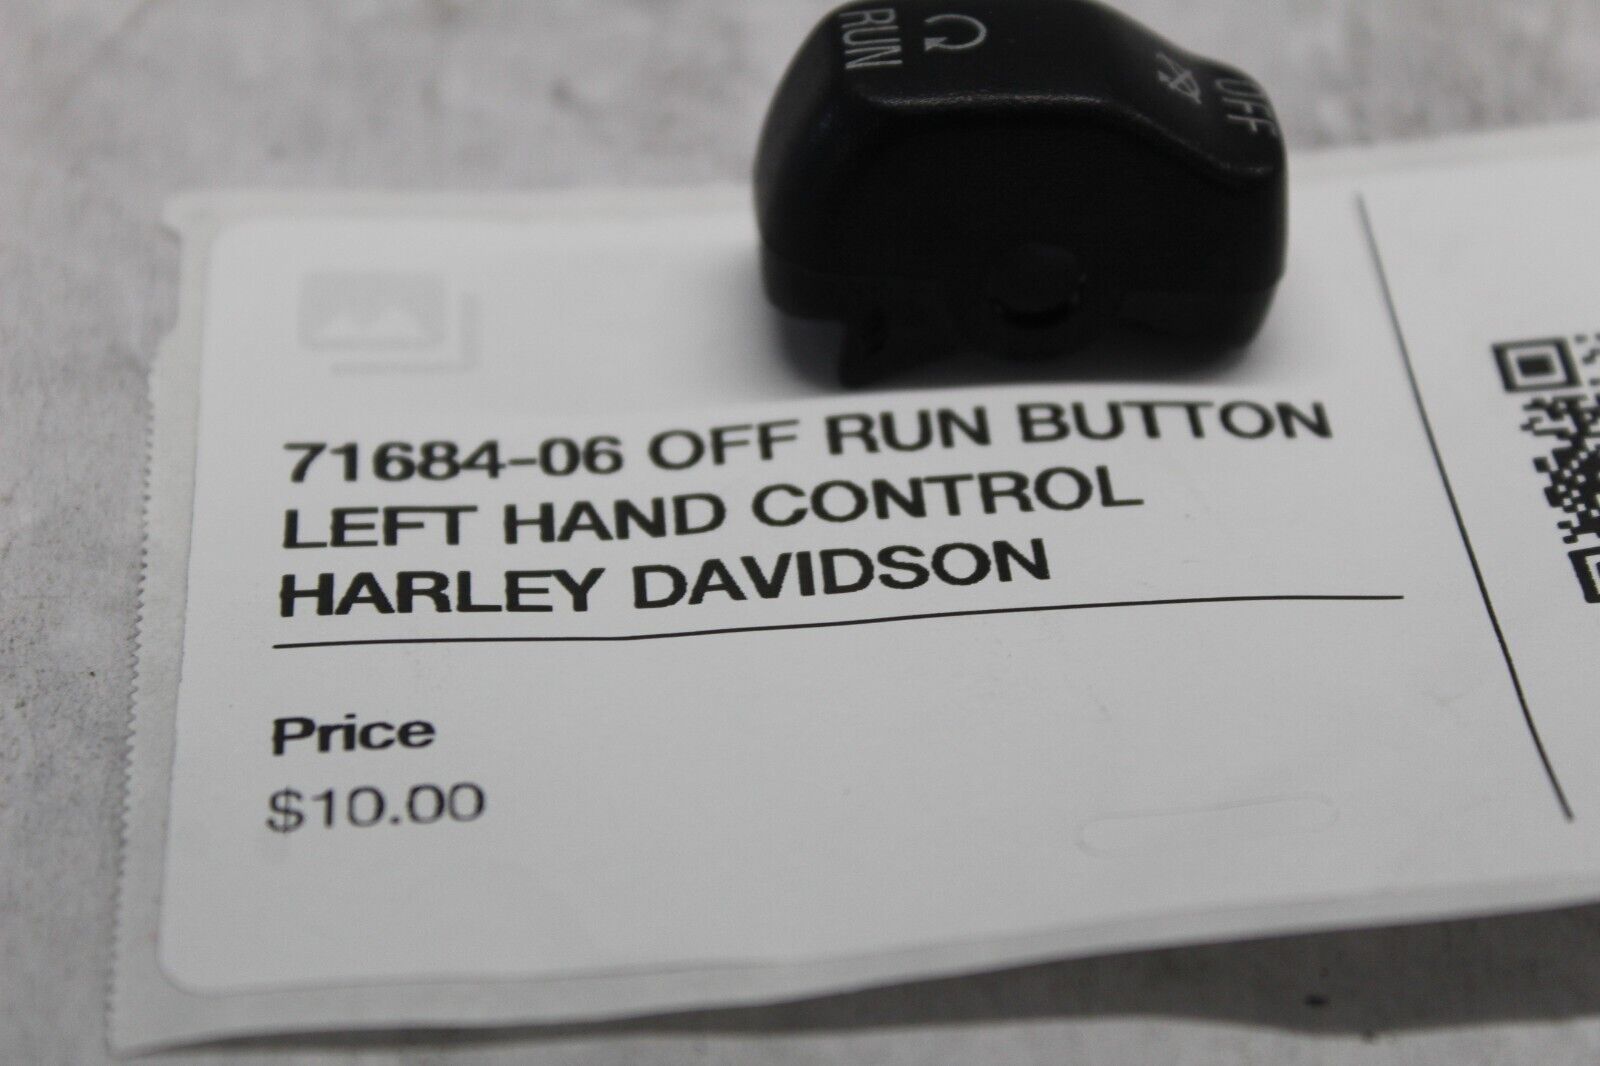 RUN
OFF
71684-06 OFF RUN BUTTON
LEFT HAND CONTROL
HARLEY DAVIDSON
Price
$10.00